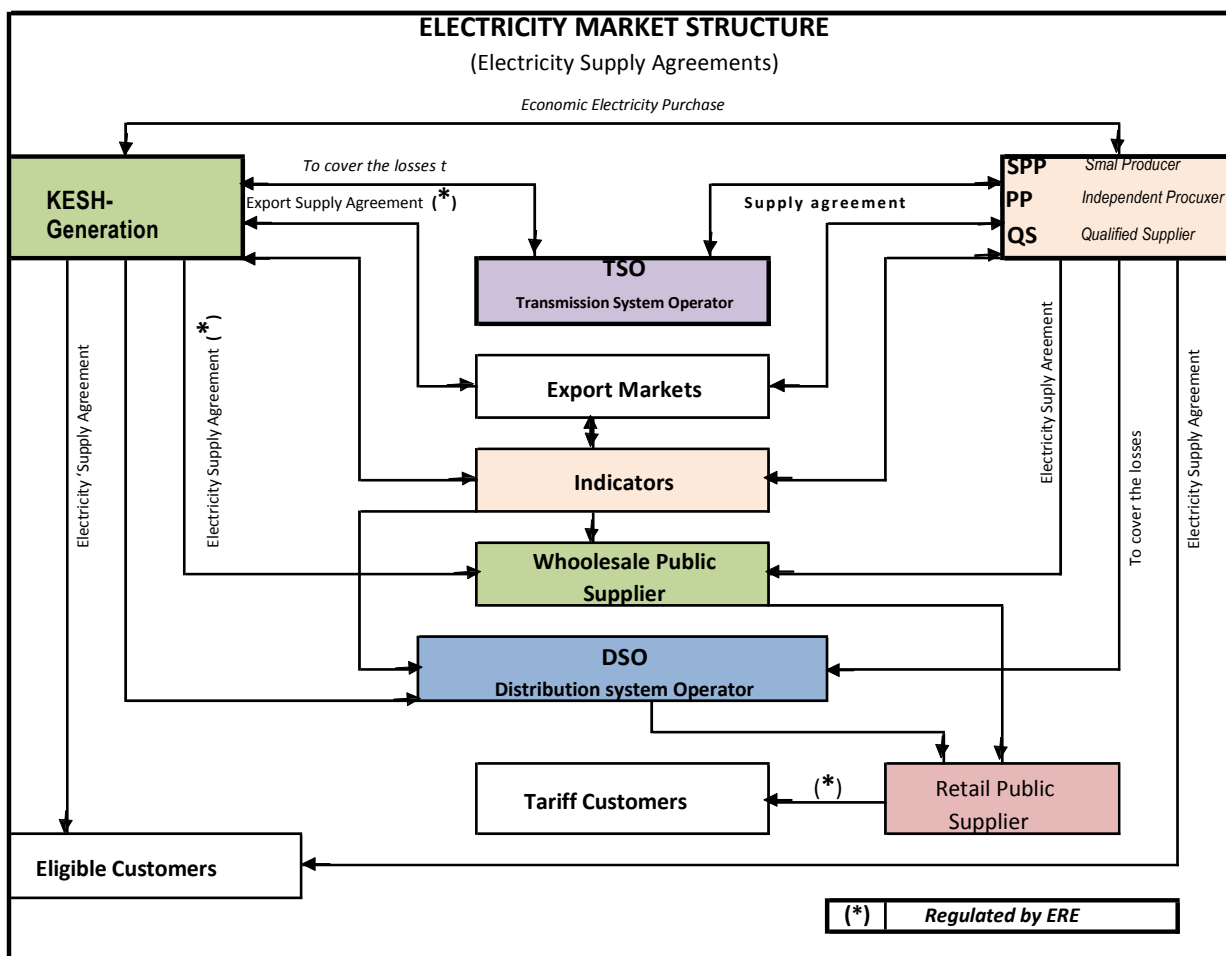 ELECTRICITY MARKET STRUCTURE
(Electricity Supply Agreements)
Economic Electricity Purchase
To cover the losses t
Export Supply Agreement (*)
KESH-
Generation
Supply agreement
SPP Smal Producer
PP Independent Procuxer
QS Qualified Supplier
TSO
Transmission System Operator
Export Markets
Indicators
Whoolesale Public
Supplier
DSO
Distribution system Operator
Electricity ‘Supply Agreement
Electricity Supply Agreement (*)
Electricity Suply Areement
To cover the losses
Electricity Supply Agreement
Tariff Customers
(*)
Retail Public
Supplier
Eligible Customers
(*) Regulated by ERE